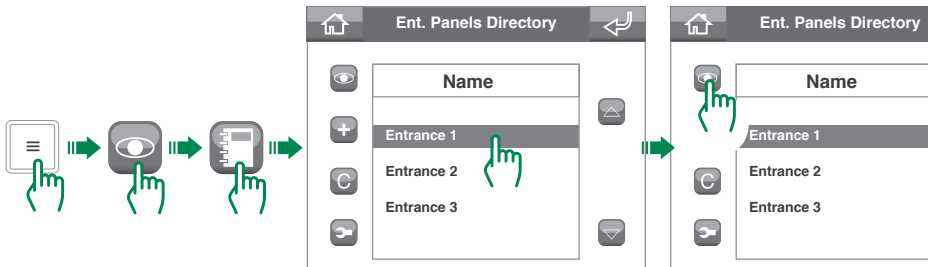 Ent. Panels Directory
Name
+
Entrance 1
Entrance 2
C
Entrance 3
Ent. Panels Directory
Name
Entrance 1
Entrance 2
C
Entrance 3